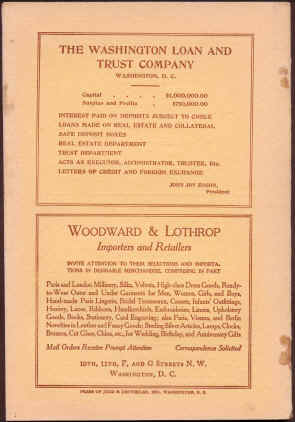 THE WASHINGTON LOAN AND
TRUST COMPANY
WASHINGTON, D. C.
Capital . . . . $1,000,000.00
Surplus and Profits . $750,000.00
INTEREST PAID ON DEPOSITS SUBJECT TO CHECK
LOANS MADE ON REAL ESTATE AND COLLATERAL
SAFE DEPOSIT BOXES
REAL ESTATE DEPARTMENT
TRUST DEPARTMENT
ACTS AS EXECUTOR, ADMINISTRATOR, TRUSTEE, Etc.
LETTERS OF CREDIT AND FOREIGN EXCHANGE
JOHN JOY EDSON,
President
WOODWARD & LOTHROP
Importers and Retailers
INVITE ATTENTION TO THEIR SELECTIONS AND IMPORTA-
TIONS IN DESIRABLE MERCHANDISE, COMPRISING IN PART
Paris and London Millinery, Silks, Velvets, High-class Dress Goods, Ready-
to-Wear Outer and Under Garments for Men, Women, Girls, and Boys,
Hand-made Paris Lingerie, Bridal Trousseaux, Corsets, Infants' Outfittings,
Hosiery, Laces, Ribbons, Handkerchiefs, Embroideries, Linens, Upholstery
Goods, Books, Stationery, Card Engraving; also Paris, Vienna, and Berlin
Novelties in Leather and Fancy Goods; Sterling Silver Articles, Lamps, Clocks,
Bronzes, Cut Glass, China, etc., for Wedding, Birthday, and Anniversary Gifts
Mail Orders Receive Prompt Attention Correspondence Solicited
10TH, 11TH, F, AND G STREETS N. W.
WASHINGTON, D. C.
PRESS OF JUDD & DETWEILER, INC., WASHINGTON, D. C.